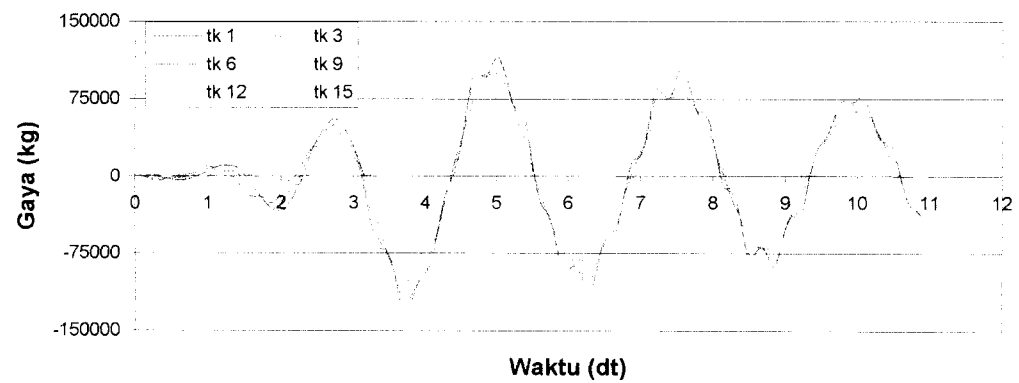 150000
75000
0
-75000
-150000
Gaya (kg)
tk 1 tk 3
tk 6 tk 9
tk 12 tk 15
0 1 2 3 4 5 6 7 8 9 10 11 12
Waktu (dt)